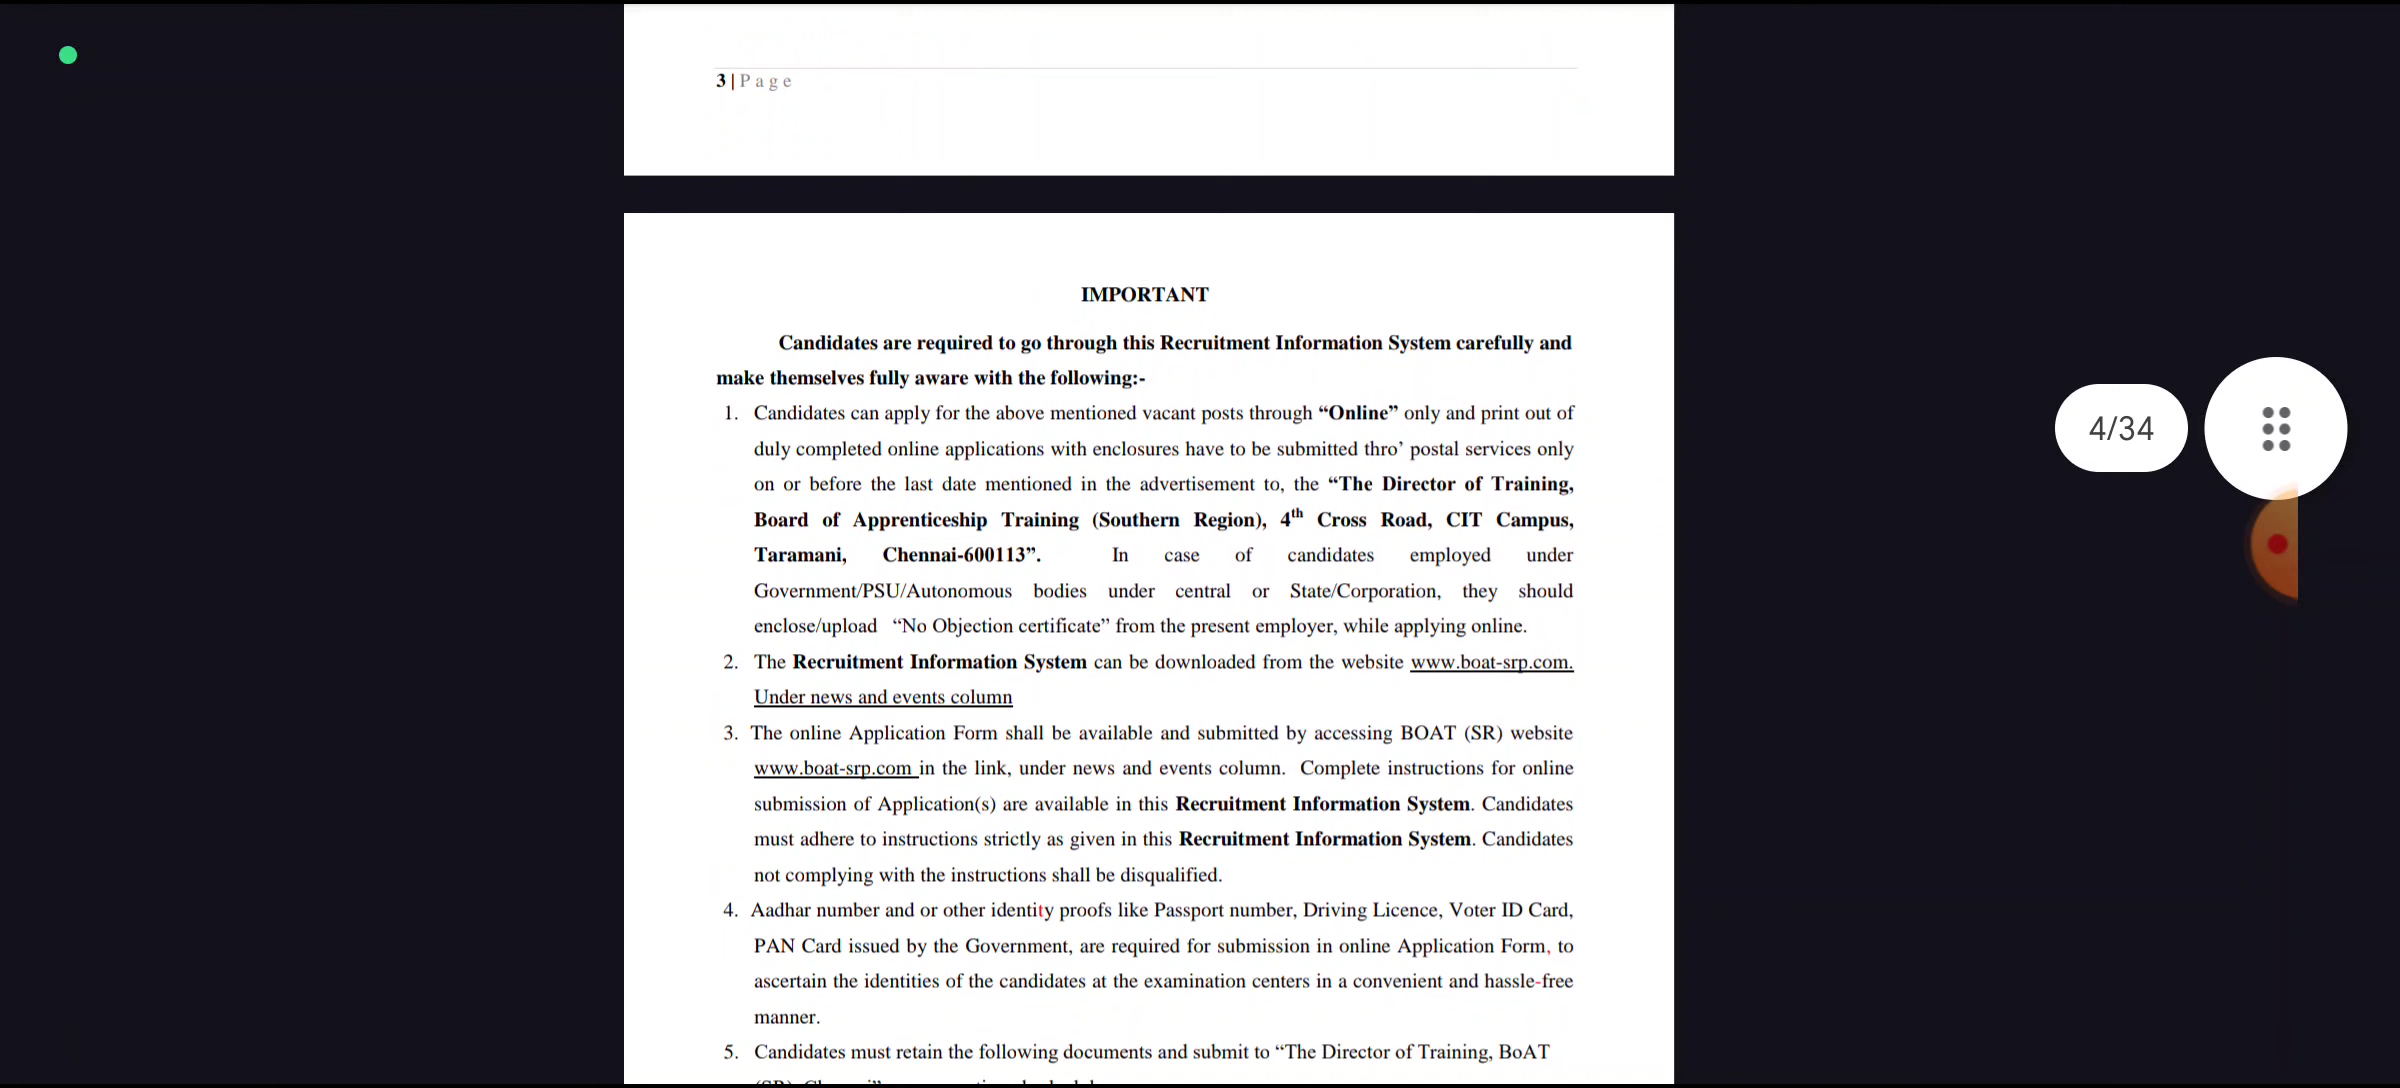 3 | P a g e
IMPORTANT
Candidates are required to go through this Recruitment Information System carefully and
make themselves fully aware with the following:-
1. Candidates can apply for the above mentioned vacant posts through “Online” only and print out of
duly completed online applications with enclosures have to be submitted thro’ postal services only
on or before the last date mentioned in the advertisement to, the “The Director of Training,
Board of Apprenticeship Training (Southern Region), 4th Cross Road, CIT Campus,
Taramani, Chennai-600113”. In case of candidates employed under
Government/PSU/Autonomous bodies under central or State/Corporation, they should
enclose/upload “No Objection certificate” from the present employer, while applying online.
2. The Recruitment Information System can be downloaded from the website www.boat-srp.com.
Under news and events column
3. The online Application Form shall be available and submitted by accessing BOAT (SR) website
www.boat-srp.com in the link, under news and events column. Complete instructions for online
submission of Application(s) are available in this Recruitment Information System. Candidates
must adhere to instructions strictly as given in this Recruitment Information System. Candidates
not complying with the instructions shall be disqualified.
4. Aadhar number and or other identity proofs like Passport number, Driving Licence, Voter ID Card,
PAN Card issued by the Government, are required for submission in online Application Form, to
ascertain the identities of the candidates at the examination centers in a convenient and hassle-free
manner.
5. Candidates must retain the following documents and submit to “The Director of Training, BoAT
4/34